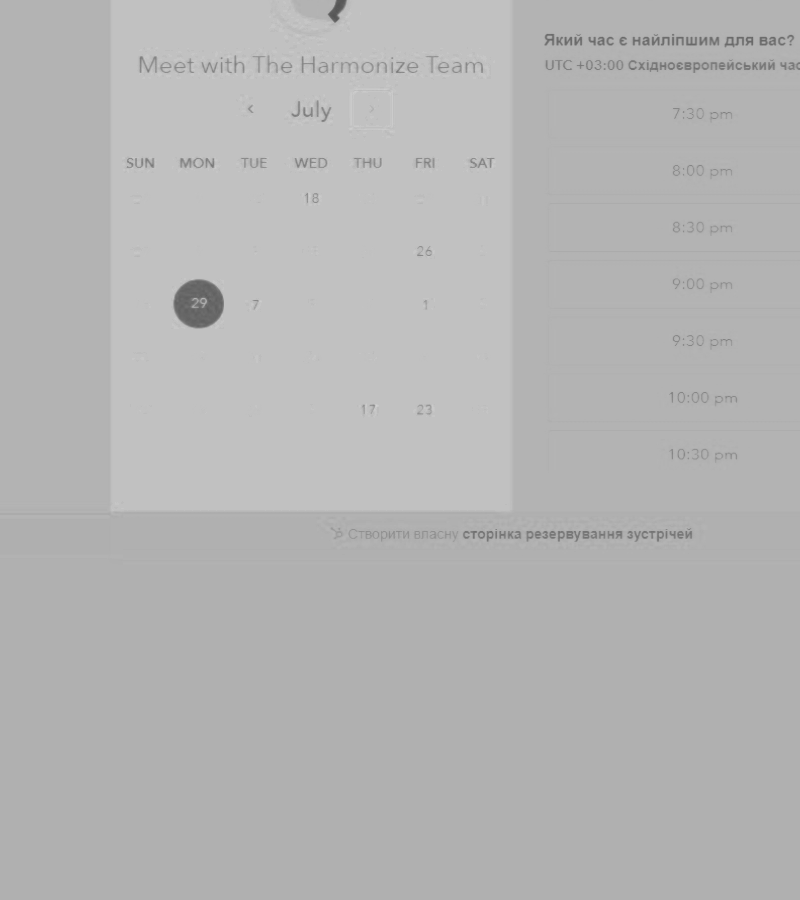 Meet with The Harmonize Team
July
SUN MON TUE WED THU FRI SAT
18
26
29 7 1
17 23
Який час є найліпшим для вас?
UTC +03:00 Східноєвропейський час
7:30 pm
8:00 pm
8:30 pm
9:00 pm
9:30 pm
10:00 pm
10:30 pm
Створити власну сторінка резервування зустрічей